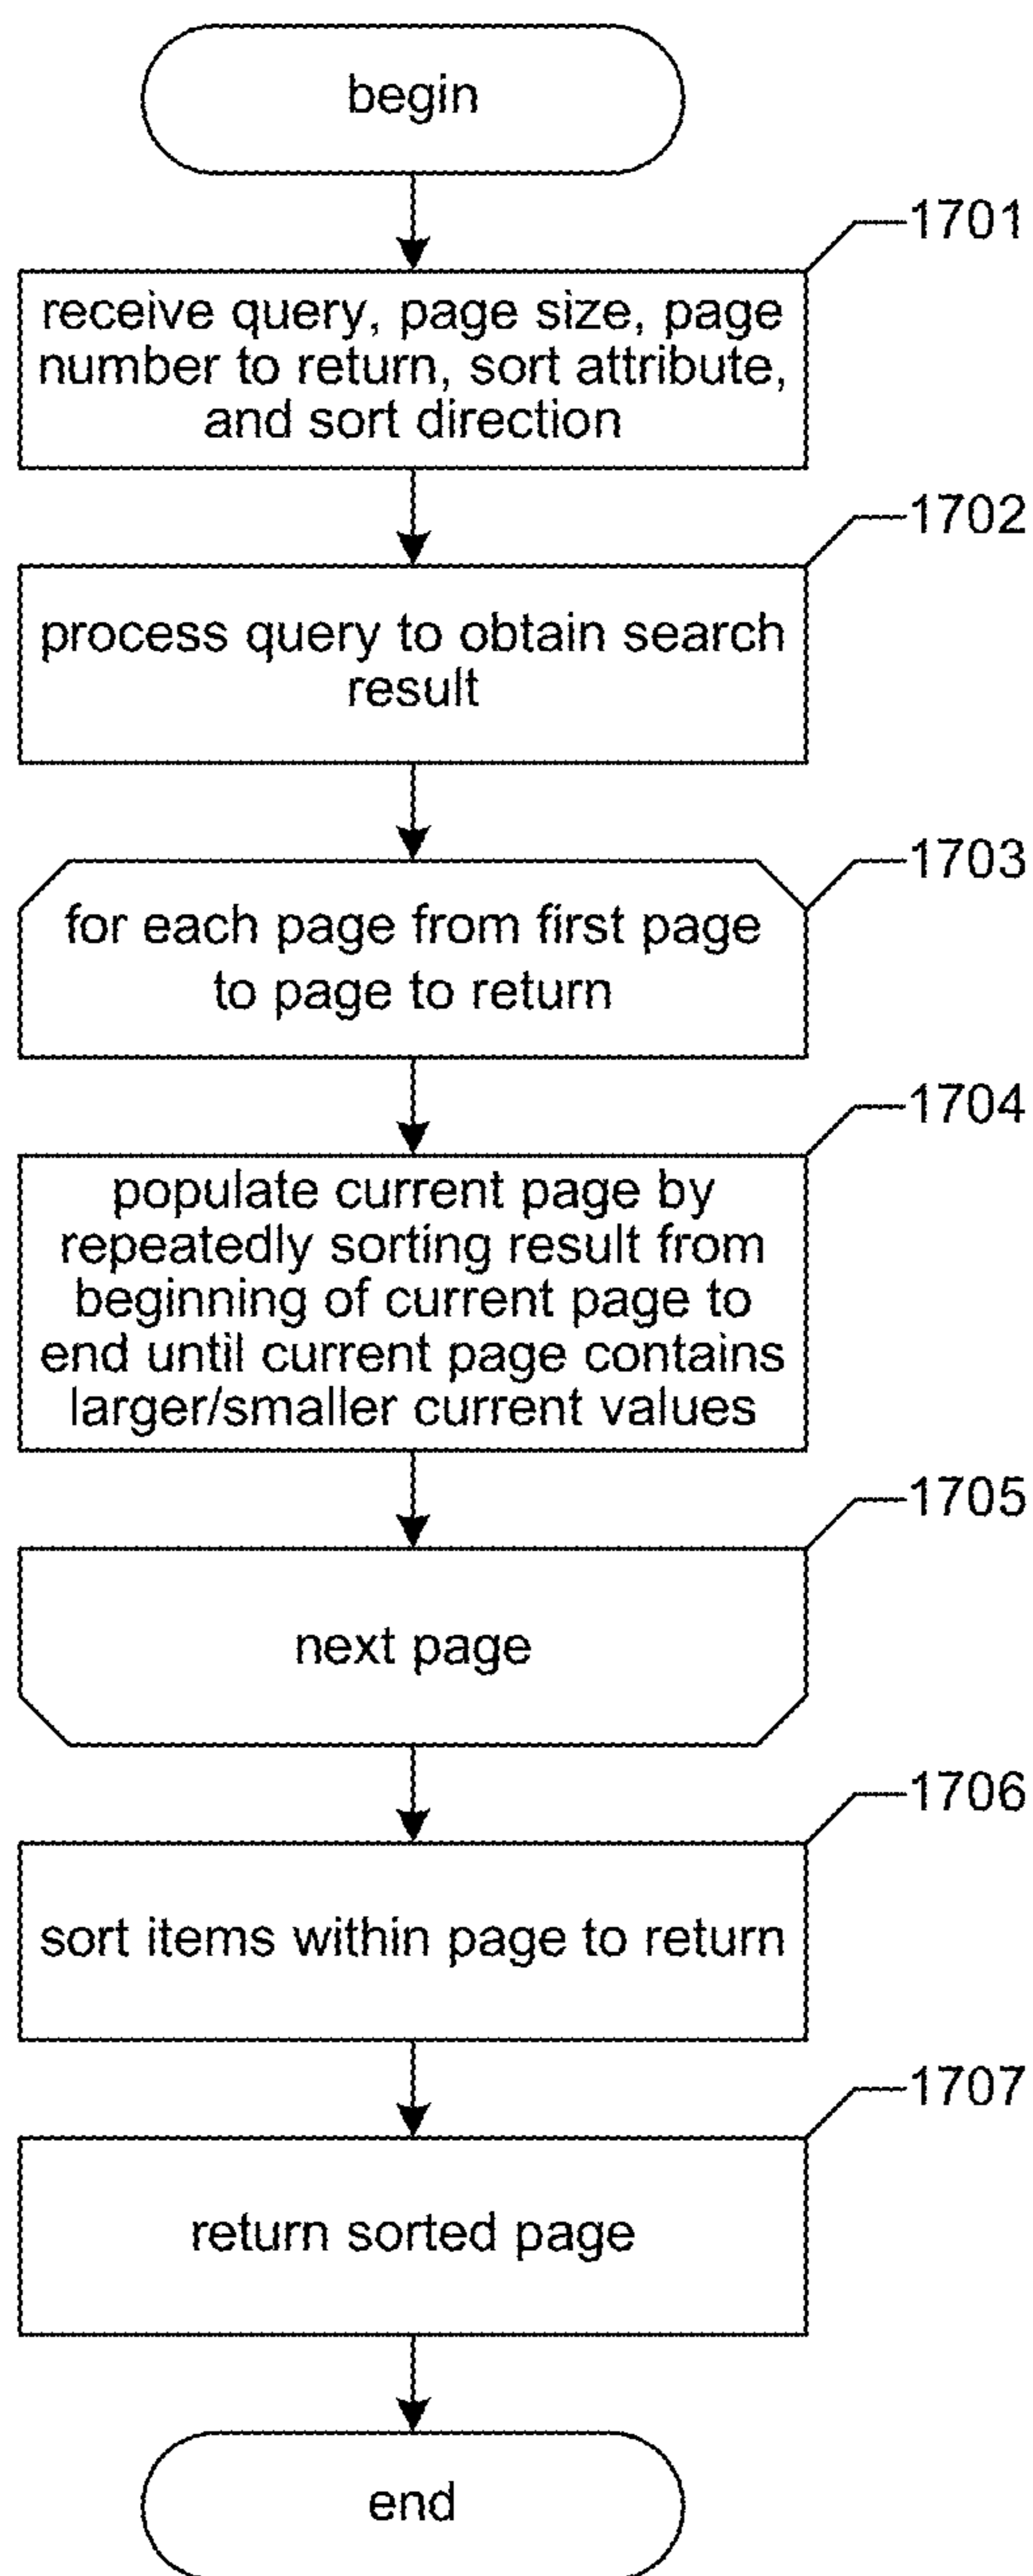 begin
1701
receive query, page size, page
number to return, sort attribute,
and sort direction
1702
process query to obtain search
result
1703
for each page from first page
to page to return
1704
populate current page by
repeatedly sorting result from
beginning of current page to
end until current page contains
larger/smaller current values
1705
next page
1706
sort items within page to return
1707
return sorted page
end